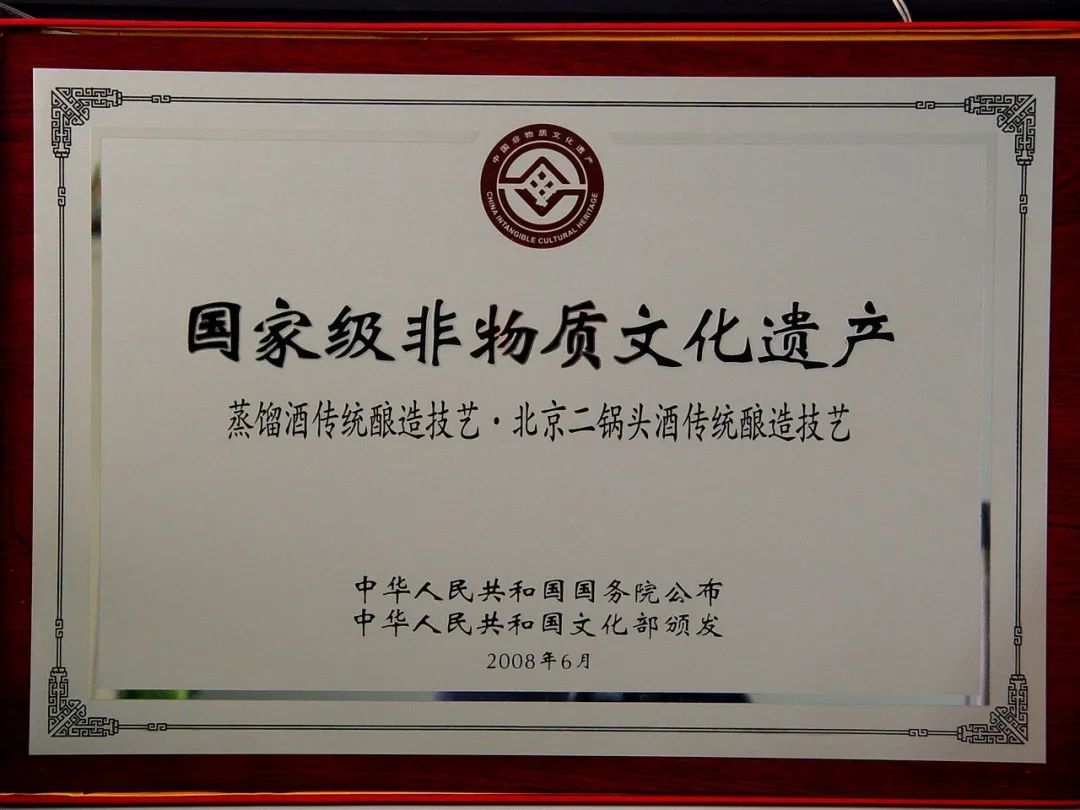 中国非物质文化遗产
CHINA INTANGIBLE CULTURAL HERITAGE
国家级非物质文化遗产
蒸馏酒传统酿造技艺·北京二锅头酒传统酿造技艺
中华人民共和国国务院公布
中华人民共和国文化部颁发
2008年6月